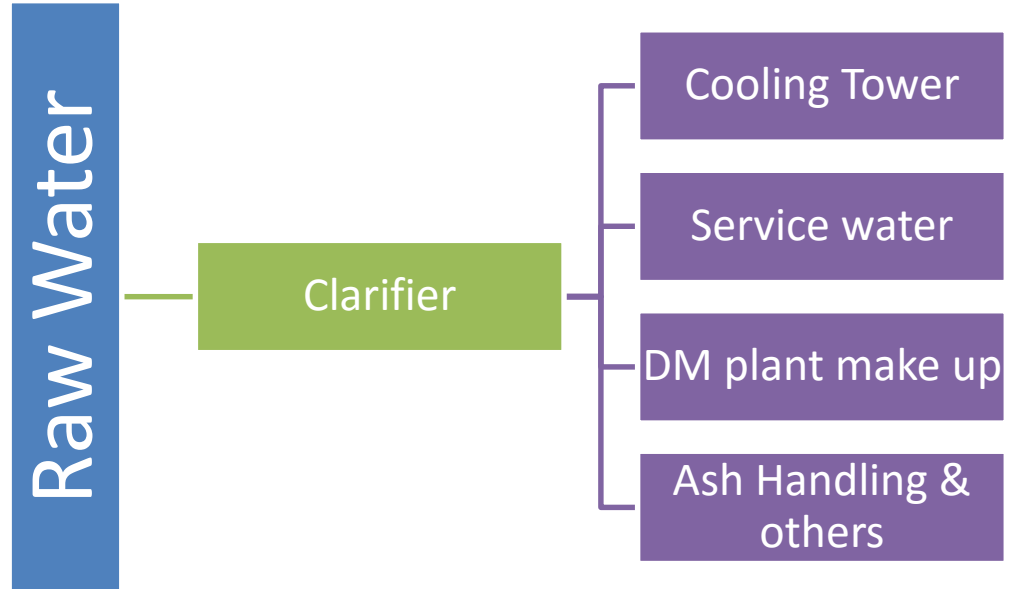 Raw Water
Clarifier
Cooling Tower
Service water
DM plant make up
Ash Handling &
others